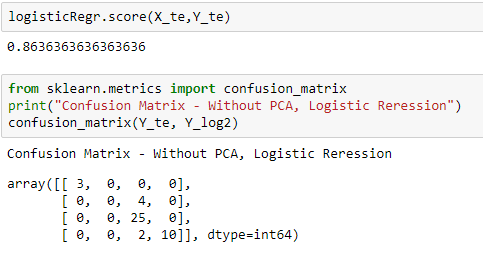 logisticRegr.score(X_te,Y_te)
0.8636363636363636
from sklearn.metrics import confusion_matrix
print("Confusion Matrix - Without PCA, Logistic Reression")
confusion_matrix(Y_te, Y_log2)
Confusion Matrix - Without PCA, Logistic Reression
array([[ 3,  0,  0,  0],
       [ 0,  0,  4,  0],
       [ 0,  0, 25,  0],
       [ 0,  0,  2, 10]], dtype=int64)